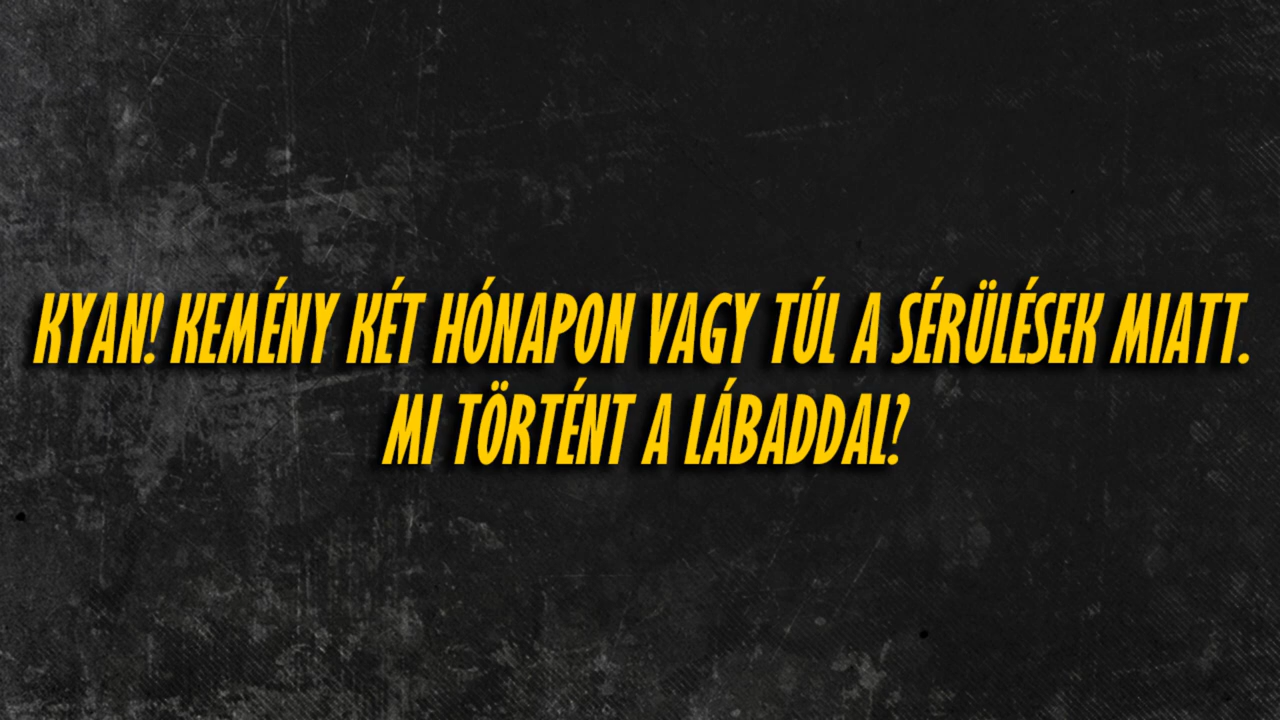 KYAN! KEMÉNY KÉT HÓNAPON VAGY TÚL A SÉRÜLÉSEK MIATT.
MI TÖRTÉNT A LÁBADDAL?